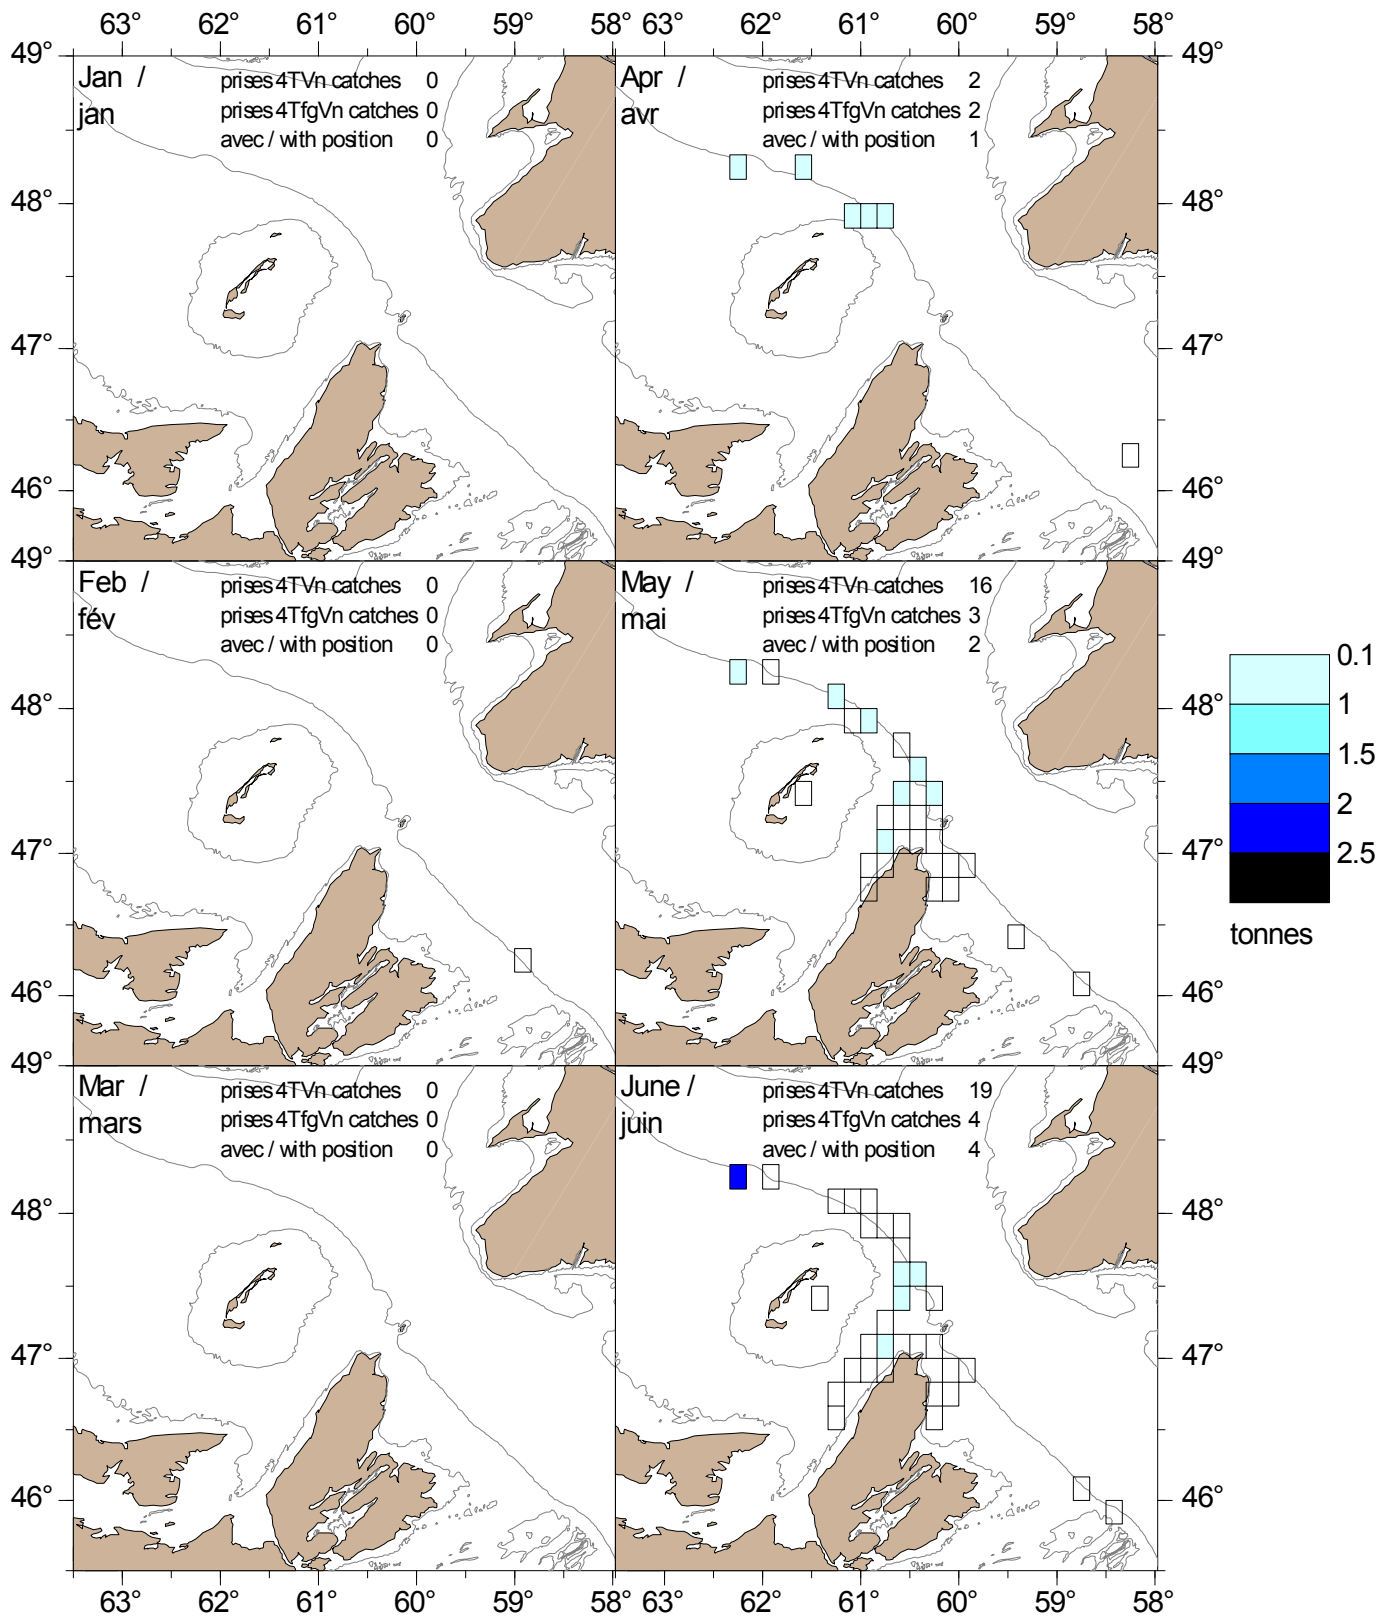 63° 62° 61° 60° 59° 58° 63° 62° 61° 60° 59° 58°
49° 49°
Jan / jan
prises 4TVn catches 0
prises 4TfgVn catches 0
avec / with position 0
Apr / avr
prises 4TVn catches 2
prises 4TfgVn catches 2
avec / with position 1
48° 48°
47° 47°
46° 46°
49° 49°
Feb / fév
prises 4TVn catches 0
prises 4TfgVn catches 0
avec / with position 0
May / mai
prises 4TVn catches 16
prises 4TfgVn catches 3
avec / with position 2
48° 48°
47° 47°
46° 46°
0.1
1
1.5
2
2.5
tonnes
49° 49°
Mar / mars
prises 4TVn catches 0
prises 4TfgVn catches 0
avec / with position 0
June / juin
prises 4TVn catches 19
prises 4TfgVn catches 4
avec / with position 4
48° 48°
47° 47°
46° 46°
63° 62° 61° 60° 59° 58° 63° 62° 61° 60° 59° 58°